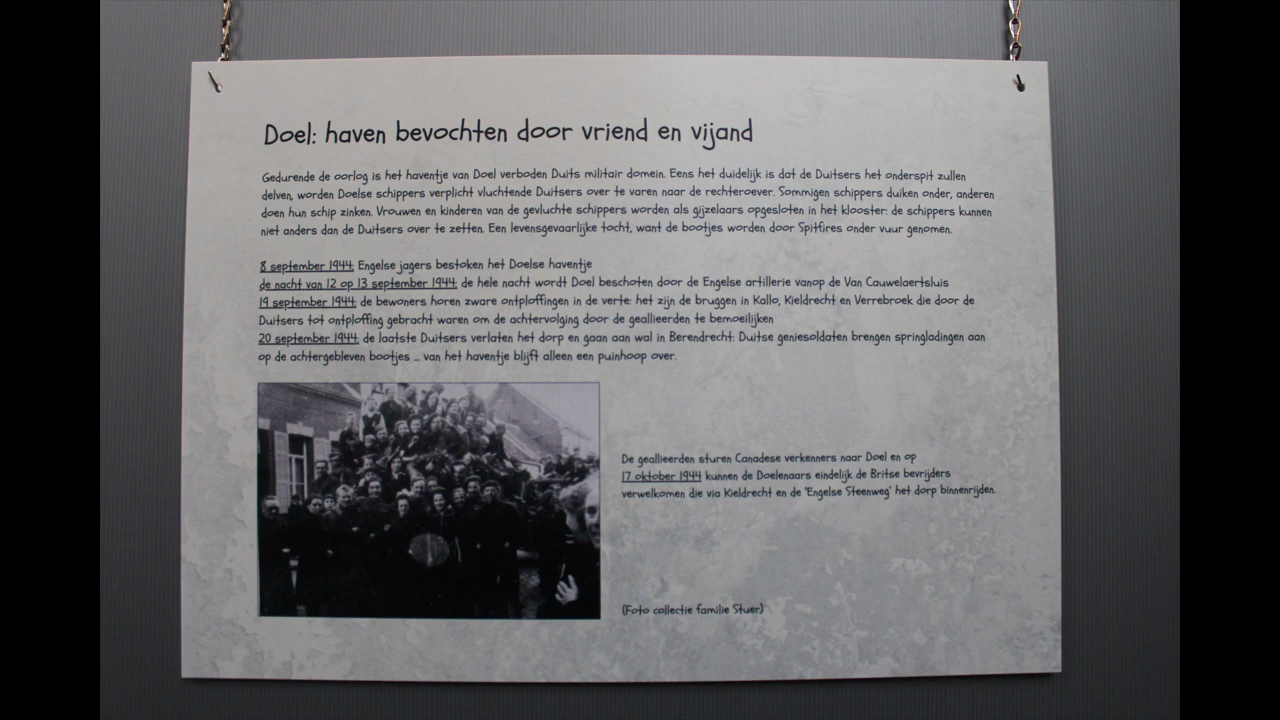 Doel: haven bevochten door vriend en vijand
Gedurende de oorlog is het haventje van Doel verboden Duits militair domein. Eens het duidelijk is dat de Duitsers het onderspit zullen
delven, worden Doelse schippers verplicht vluchtende Duitsers over te varen naar de rechteroever. Sommigen schippers duiken onder, anderen
doen hun schip zinken. Vrouwen en kinderen van de gevluchte schippers worden als gijzelaars opgesloten in het klooster: de schippers kunnen
niet anders dan de Duitsers over te zetten. Een levensgevaarlijke tocht, want de bootjes worden door Spitfires onder vuur genomen.
8 september 1944: Engelse jagers bestoken het Doelse haventje
de nacht van 12 op 13 september 1944: de hele nacht wordt Doel beschoten door de Engelse artillerie vanop de Van Cauwelaertsluis
19 september 1944: de bewoners horen zware ontploffingen in de verte: het zijn de bruggen in Kallo, Kieldrecht en Verrebroek die door de
Duitsers tot ontploffing gebracht waren om de achtervolging door de geallieerden te bemoeilijken
20 september 1944: de laatste Duitsers verlaten het dorp en gaan aan wal in Berendrecht. Duitse geniesoldaten brengen springladingen aan
op de achtergebleven bootjes ... van het haventje blijft alleen een puinhoop over.
De geallieerden sturen Canadese verkenners naar Doel en op
17 oktober 1944 kunnen de Doelenaars eindelijk de Britse bevrijders
verwelkomen die via Kieldrecht en de 'Engelse Steenweg' het dorp binnenrijden.
(Foto collectie familie Stuer)